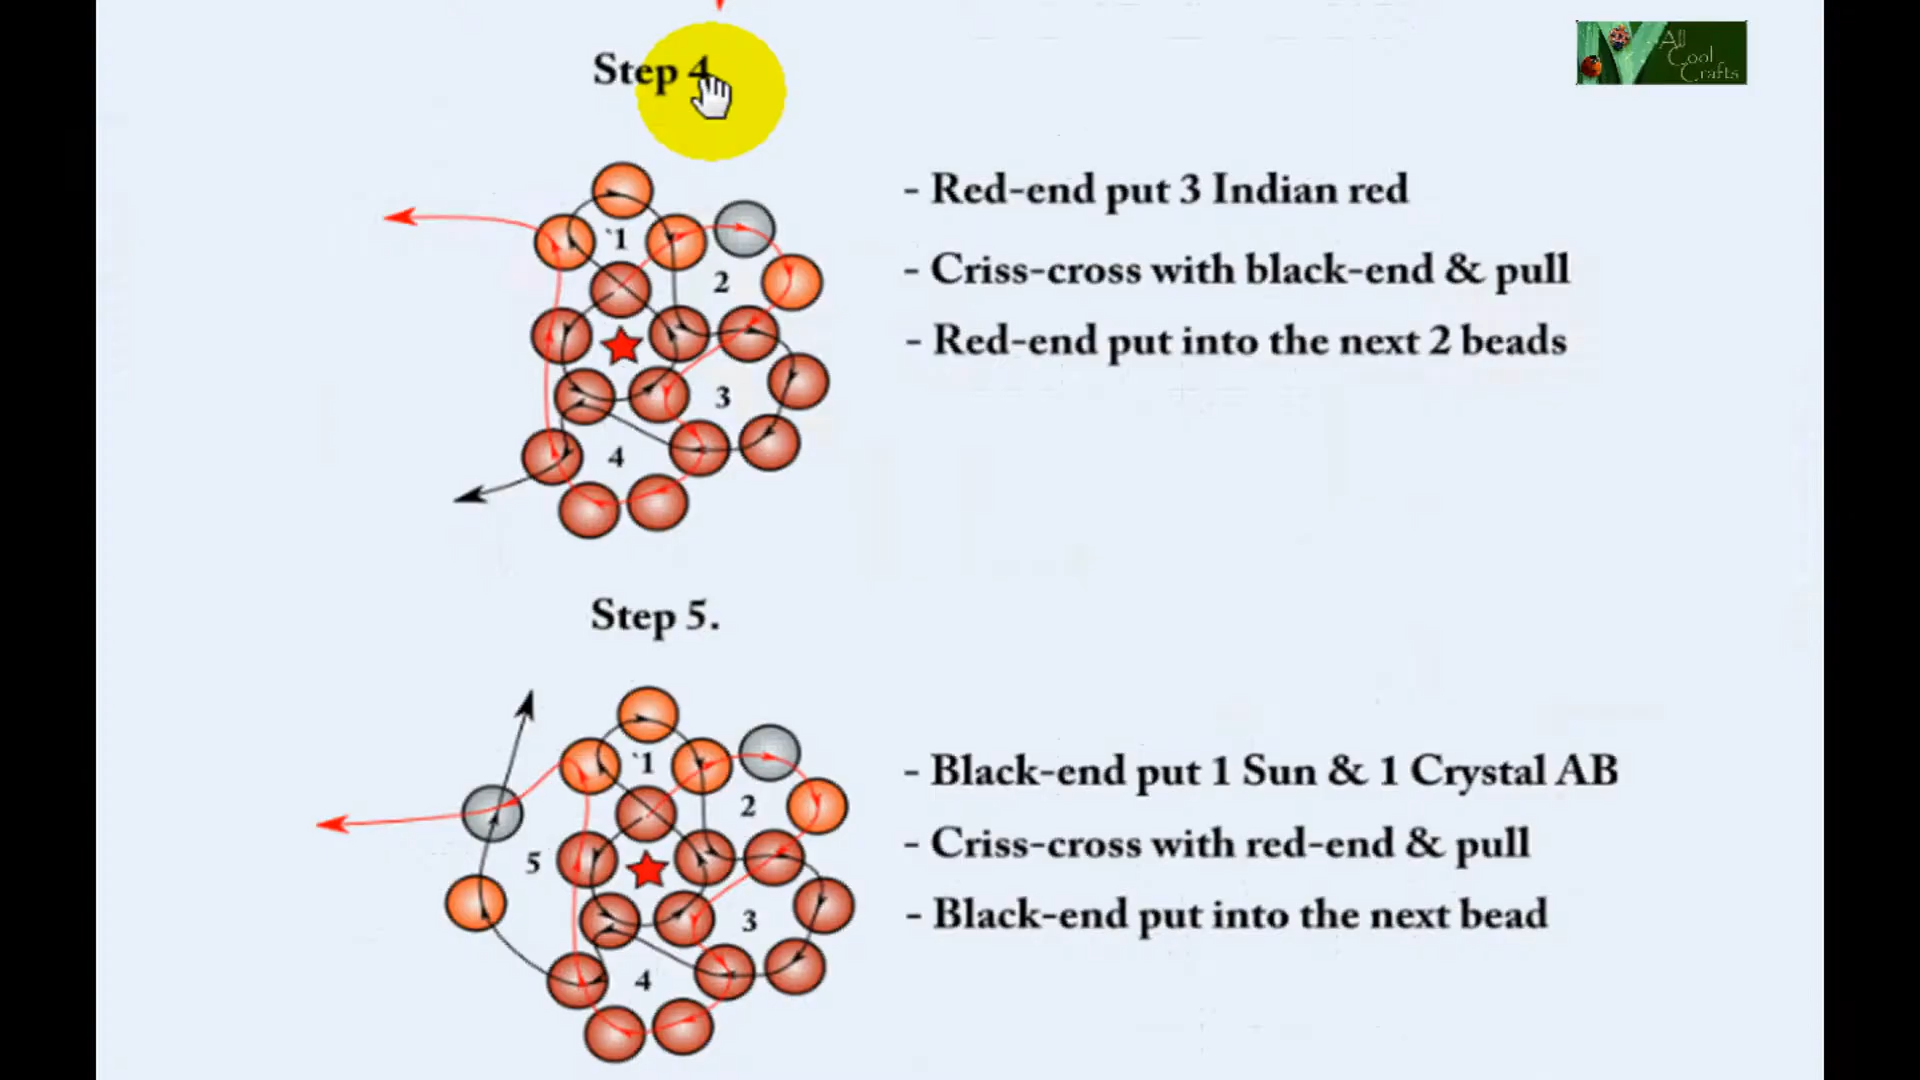 All
Cool
Crafts
Step 4.
- Red-end put 3 Indian red
- Criss-cross with black-end & pull
- Red-end put into the next 2 beads
`1
2
3
4
Step 5.
- Black-end put 1 Sun & 1 Crystal AB
- Criss-cross with red-end & pull
- Black-end put into the next bead
`1
2
5
3
4